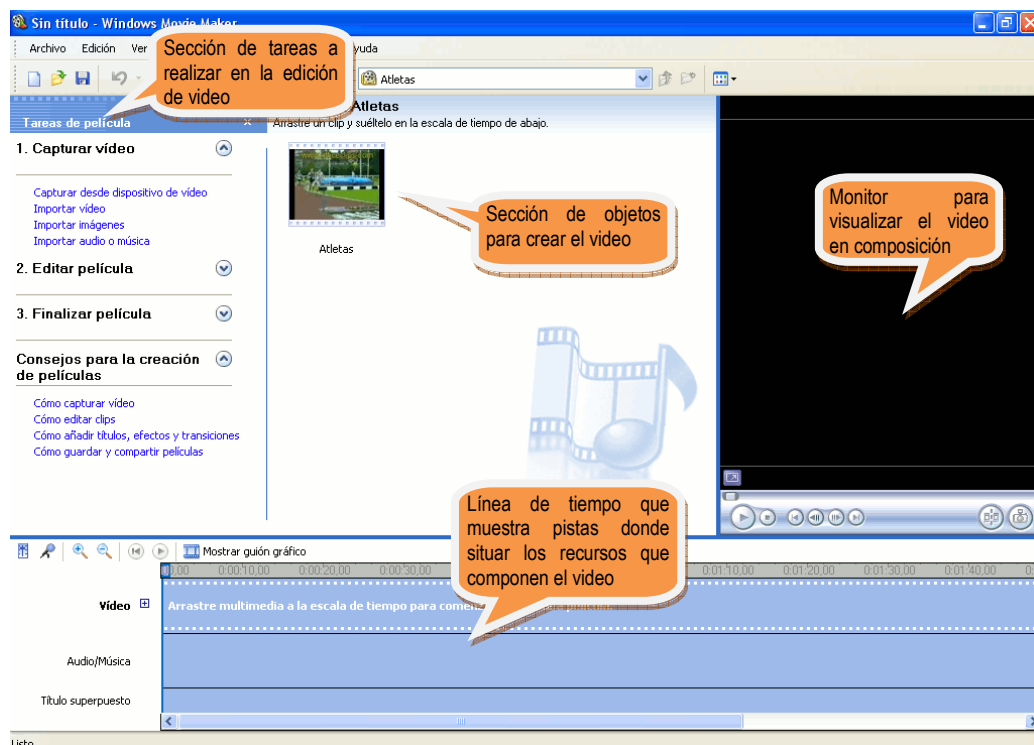 Sin título - Windows Movie Maker
Archivo Edición Ver
Sección de tareas a
realizar en la edición
de video
Atletas
Tareas de película
Atletas
Arrastre un clip y suéltelo en la escala de tiempo de abajo.
1. Capturar vídeo
Capturar desde dispositivo de vídeo
Importar vídeo
Importar imágenes
Importar audio o música
2. Editar película
3. Finalizar película
Consejos para la creación
de películas
Cómo capturar vídeo
Cómo editar clips
Cómo añadir títulos, efectos y transiciones
Cómo guardar y compartir películas
Atletas
Sección de objetos
para crear el video
Monitor para
visualizar el video
en composición
Línea de tiempo que
muestra pistas donde
situar los recursos que
componen el video
Mostrar guión gráfico
0:00:10,00 0:00:20,00 0:00:30,00 0:01:10,00 0:01:20,00 0:01:30,00 0:01:40,00
Vídeo
Arrastre multimedia a la escala de tiempo para
Audio/Música
Título superpuesto
Listo